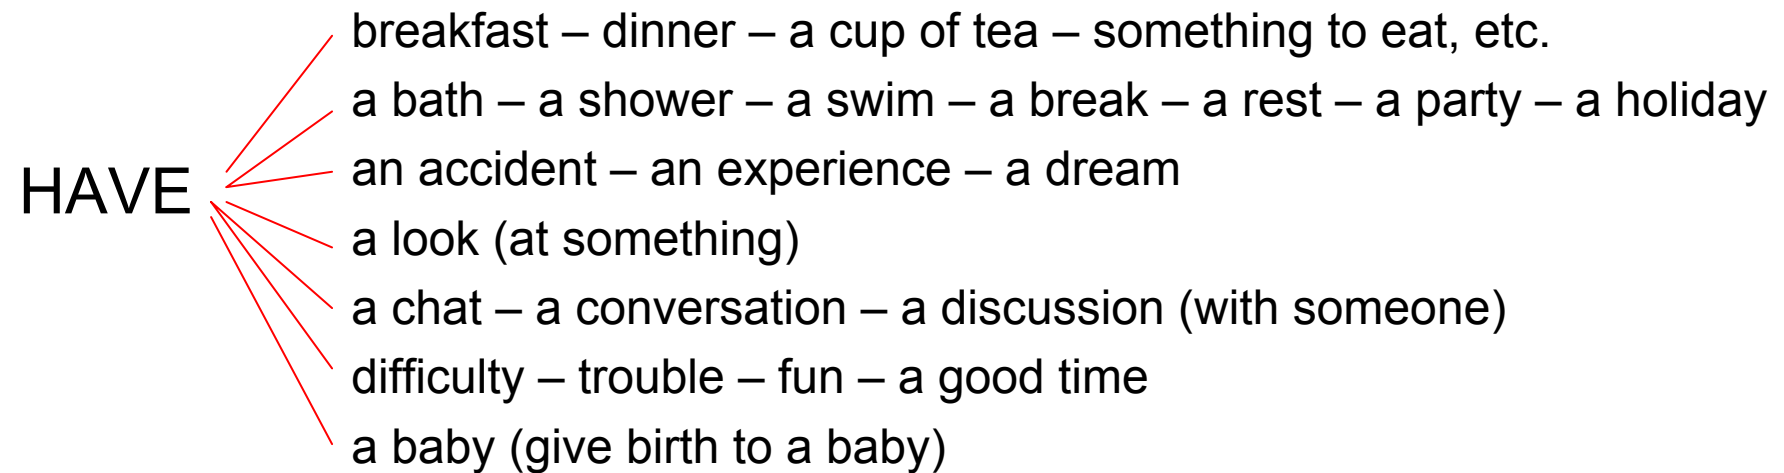 breakfast – dinner – a cup of tea – something to eat, etc.
a bath – a shower – a swim – a break – a rest – a party – a holiday
an accident – an experience – a dream
HAVE
a look (at something)
a chat – a conversation – a discussion (with someone)
difficulty – trouble – fun – a good time
a baby (give birth to a baby)